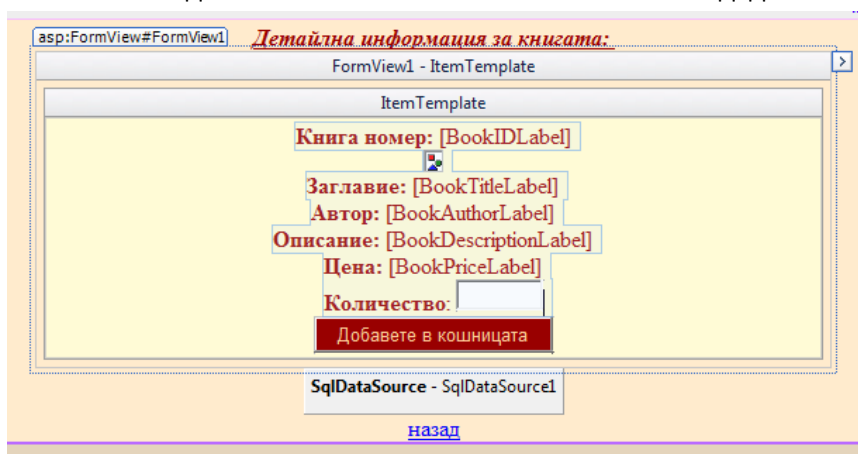 asp:FormView#FormView1
Детайлна информация за книгата:
FormView1 - ItemTemplate
ItemTemplate
Книга номер: [BookIDLabel]
Заглавие: [BookTitleLabel]
Автор: [BookAuthorLabel]
Описание: [BookDescriptionLabel]
Цена: [BookPriceLabel]
Количество:
Добавете в кошницата
SqlDataSource - SqlDataSource1
назад